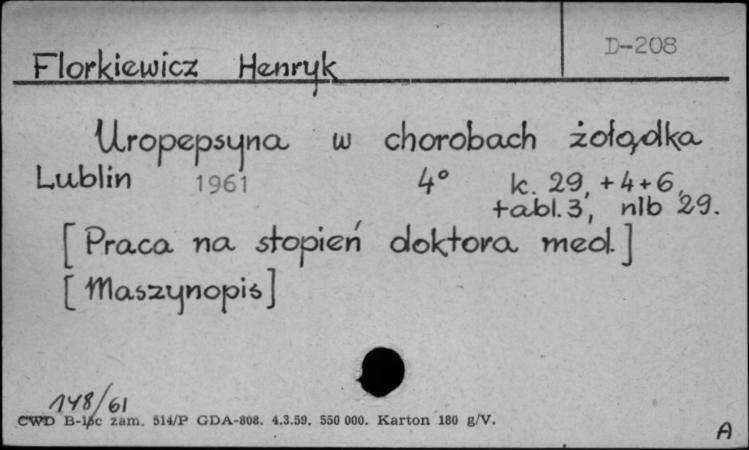 D-208
Florkiewicz Henryk
Uropepsyna w chorobach żołądka
Lublin 1961 4° k. 29, +4+6,
tabl. 3, nlb 29.
[Praca na stopień doktora med.]
[Maszynopis]
148/61
CWD B-1/5c zam. 514/P GDA-808. 4.3.59. 550 000. Karton 180 g/V.
A